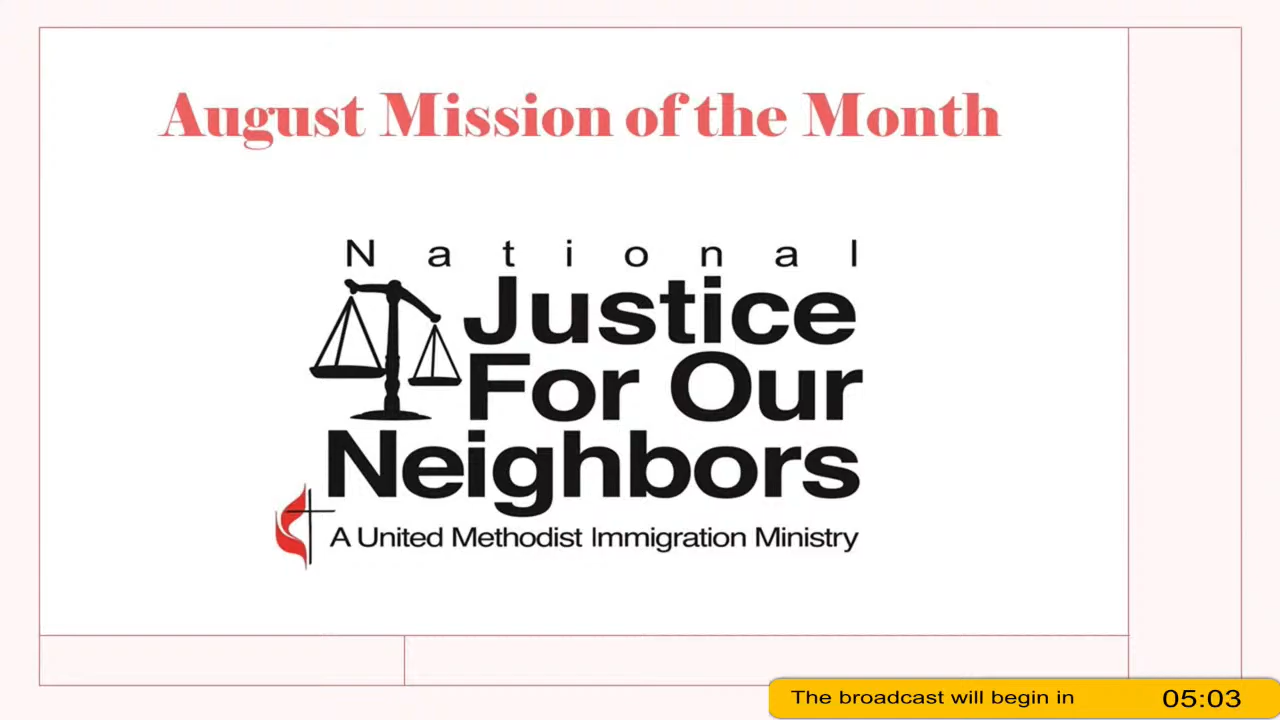 August Mission of the Month
National
Justice
For Our
Neighbors
A United Methodist Immigration Ministry
The broadcast will begin in 05:03